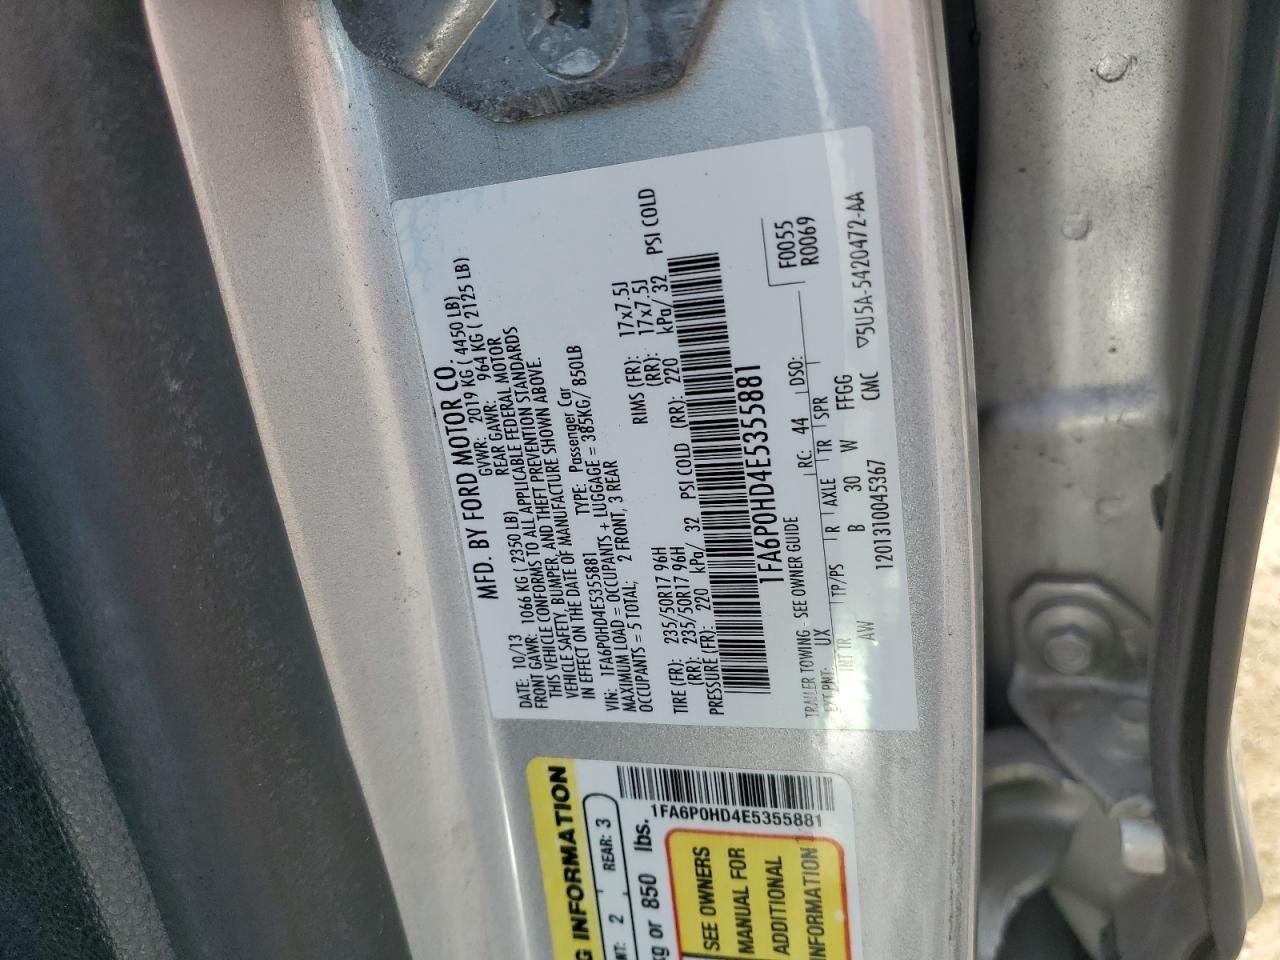 MFD. BY FORD MOTOR CO.
DATE: 10/13 GVWR: 2019 KG ( 4450 LB)
FRONT GAWR: 1066 KG ( 2350 LB) REAR GAWR: 964 KG ( 2125 LB)
THIS VEHICLE CONFORMS TO ALL APPLICABLE FEDERAL MOTOR
VEHICLE SAFETY, BUMPER, AND THEFT PREVENTION STANDARDS
IN EFFECT ON THE DATE OF MANUFACTURE SHOWN ABOVE.
VIN: 1FA6P0HD4E5355881 TYPE: Passenger Car
MAXIMUM LOAD = OCCUPANTS + LUGGAGE = 385KG/ 850LB
OCCUPANTS = 5 TOTAL; 2 FRONT, 3 REAR
TIRE (FR): 235/50R17 96H RIMS (FR): 17x7.5J
(RR): 235/50R17 96H (RR): 17x7.5J
PRESSURE (FR): 220 kPa/ 32 PSI COLD (RR): 220 kPa/ 32 PSI COLD
1FA6P0HD4E5355881
TRAILER TOWING - SEE OWNER GUIDE
F0055
R0069
EXT PNT: UX RC: 44 DSO:
INT TR TP/PS R AXLE TR SPR
AW B 30 W FFGG
1201310045367 CMC ▽5U5A-5420472-AA
G INFORMATION
2 REAR: 3
kg or 850 lbs.
1FA6P0HD4E5355881
SEE OWNERS
MANUAL FOR
ADDITIONAL
INFORMATION